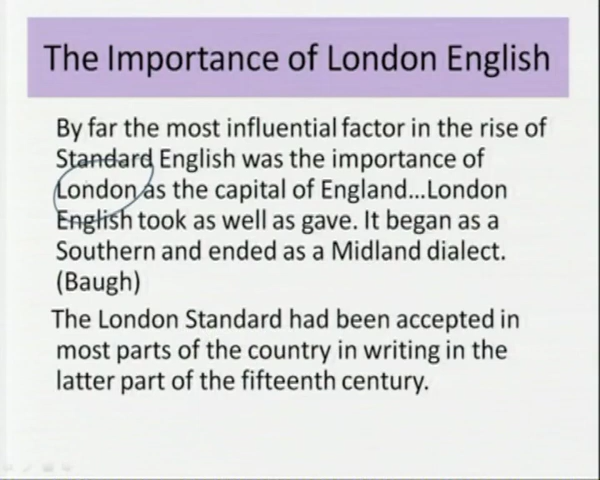 The Importance of London English
By far the most influential factor in the rise of
Standard English was the importance of
London as the capital of England...London
English took as well as gave. It began as a
Southern and ended as a Midland dialect.
(Baugh)
The London Standard had been accepted in
most parts of the country in writing in the
latter part of the fifteenth century.